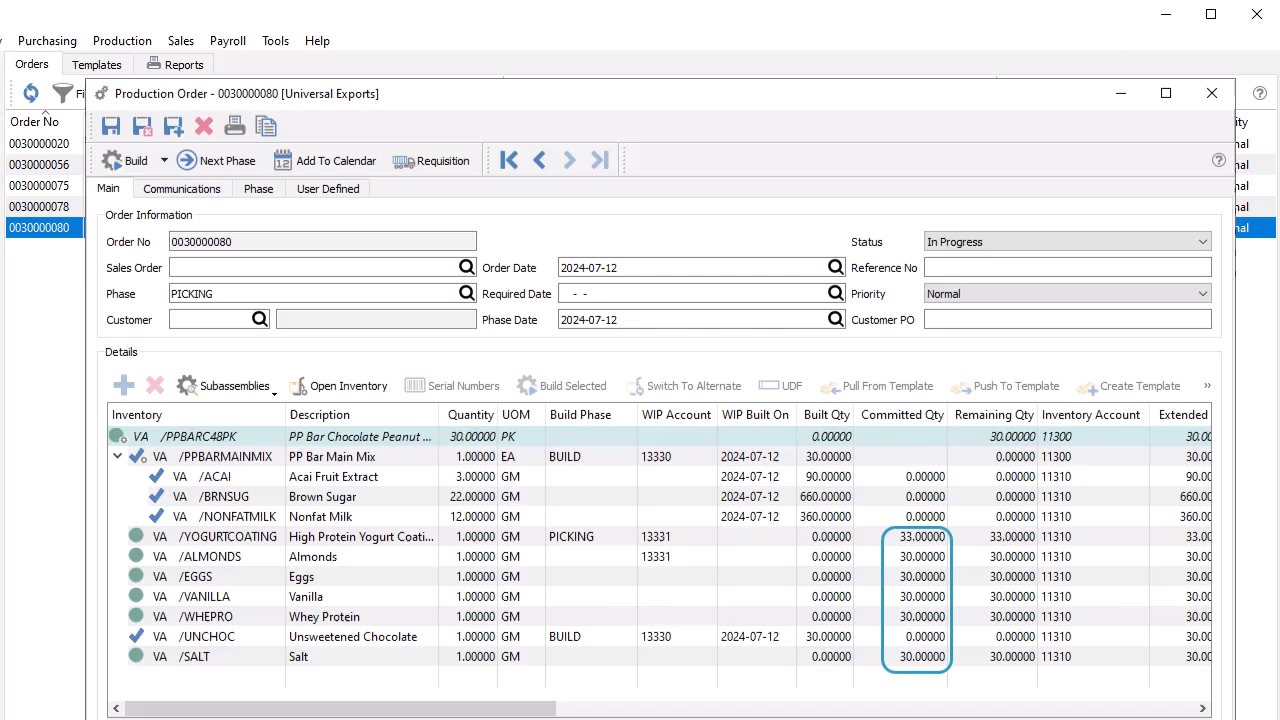 Purchasing Production Sales Payroll Tools Help
Orders Templates Reports
Production Order - 0030000080 [Universal Exports]
Order No
0030000020
0030000056
0030000075
0030000078
0030000080
Build Next Phase 12 Add To Calendar Requisition
Main Communications Phase User Defined
Order Information
Order No 0030000080 Status In Progress
Sales Order Order Date 2024-07-12 Reference No
Phase PICKING Required Date - - Priority Normal
Customer Phase Date 2024-07-12 Customer PO
Details
Subassemblies Open Inventory Serial Numbers Build Selected Switch To Alternate UDF Pull From Template Push To Template Create Template »
Inventory Description Quantity UOM Build Phase WIP Account WIP Built On Built Qty Committed Qty Remaining Qty Inventory Account Extended
VA /PPBARC48PK PP Bar Chocolate Peanut ... 30.00000 PK 0.00000 30.00000 11300 30.00
VA /PPBARMAINMIX PP Bar Main Mix 1.00000 EA BUILD 13330 2024-07-12 30.00000 0.00000 11300 30.00
VA /ACAI Acai Fruit Extract 3.00000 GM 2024-07-12 90.00000 0.00000 0.00000 11310 90.00
VA /BRNSUG Brown Sugar 22.00000 GM 2024-07-12 660.00000 0.00000 0.00000 11310 660.00
VA /NONFATMILK Nonfat Milk 12.00000 GM 2024-07-12 360.00000 0.00000 0.00000 11310 360.00
VA /YOGURTCOATING High Protein Yogurt Coati... 1.00000 GM PICKING 13331 0.00000 33.00000 33.00000 11310 33.00
VA /ALMONDS Almonds 1.00000 GM 13331 0.00000 30.00000 30.00000 11310 30.00
VA /EGGS Eggs 1.00000 GM 0.00000 30.00000 30.00000 11310 30.00
VA /VANILLA Vanilla 1.00000 GM 0.00000 30.00000 30.00000 11310 30.00
VA /WHEPRO Whey Protein 1.00000 GM 0.00000 30.00000 30.00000 11310 30.00
VA /UNCHOC Unsweetened Chocolate 1.00000 GM BUILD 13330 2024-07-12 30.00000 0.00000 0.00000 11310 30.00
VA /SALT Salt 1.00000 GM 0.00000 30.00000 30.00000 11310 30.00